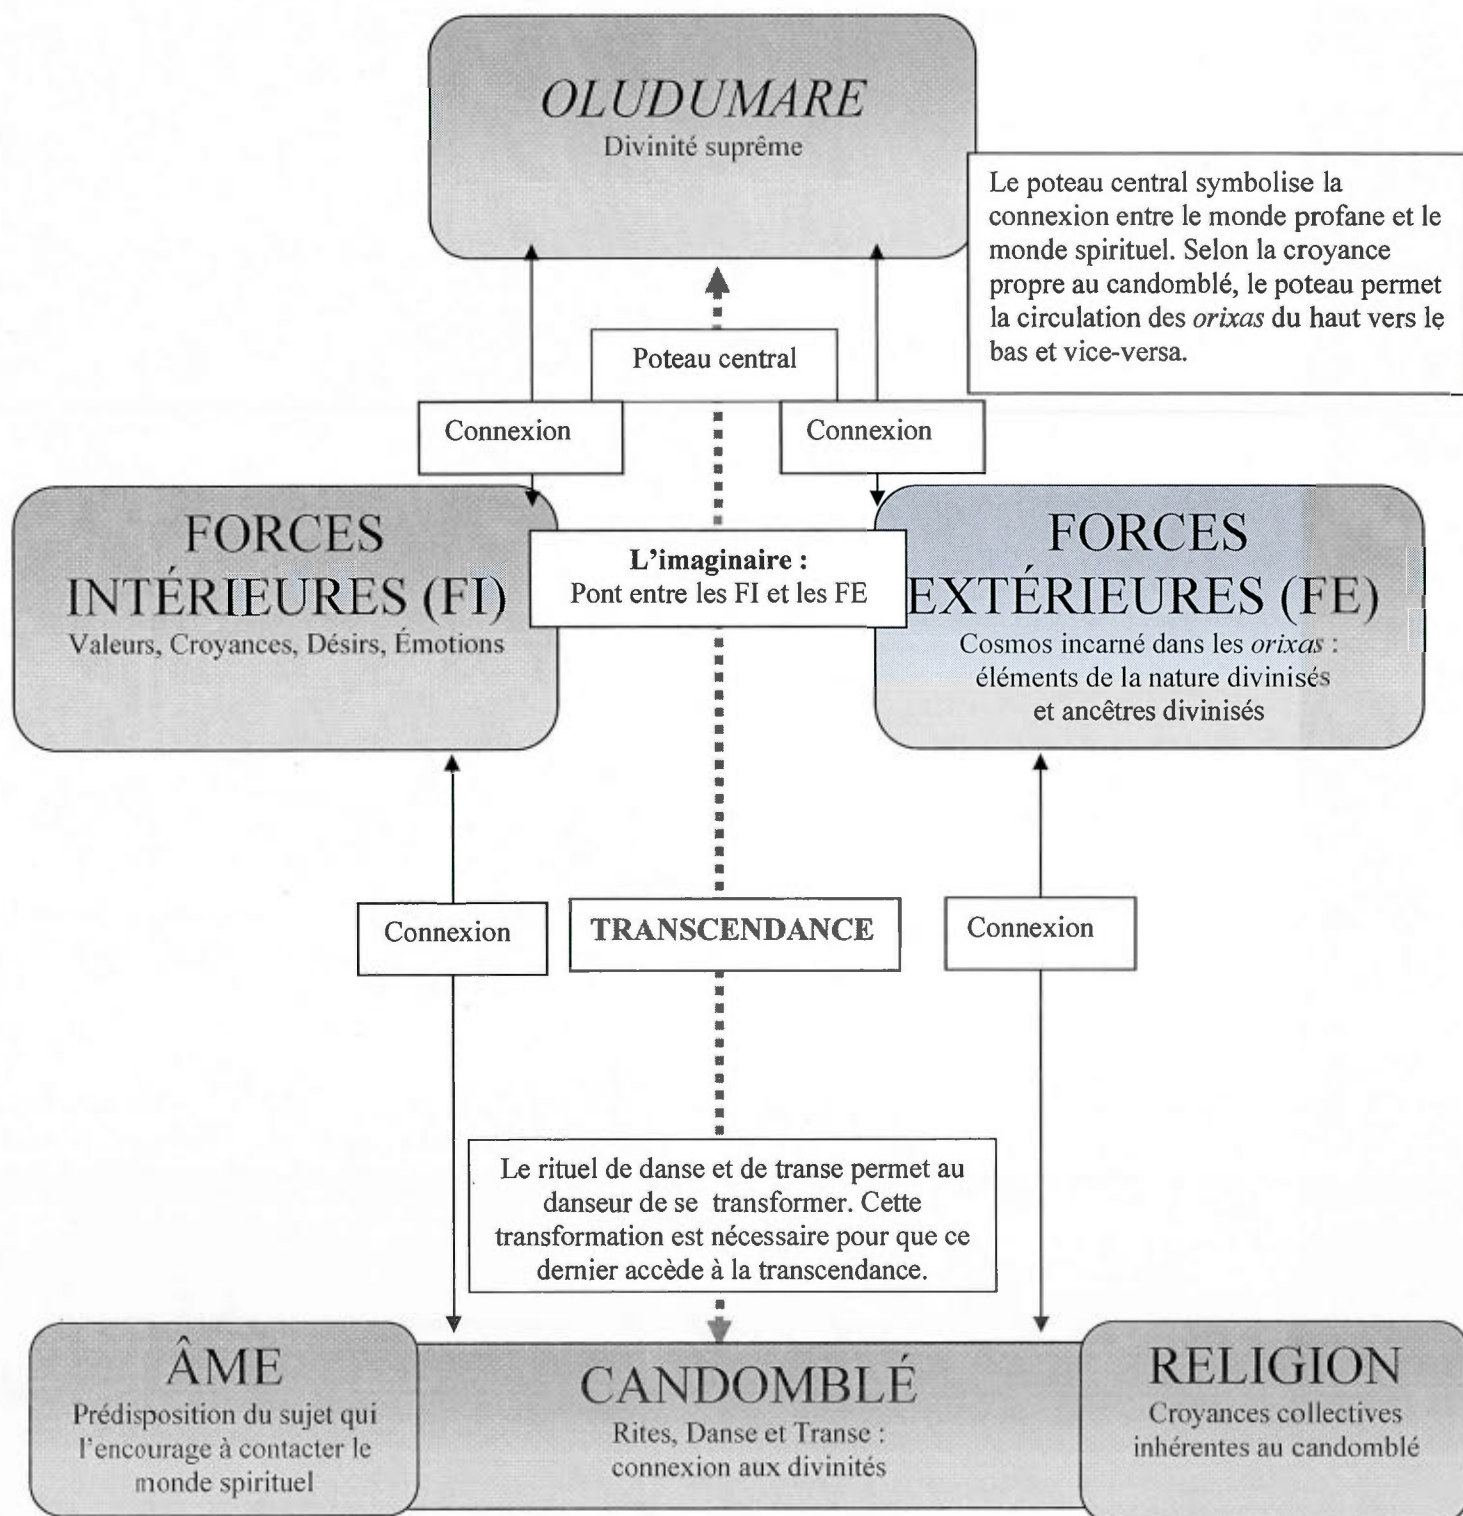 OLUDUMARE
Divinité suprême
Le poteau central symbolise la
connexion entre le monde profane et le
monde spirituel. Selon la croyance
propre au candomblé, le poteau permet
la circulation des orixas du haut vers le
bas et vice-versa.
Poteau central
Connexion
Connexion
FORCES
INTÉRIEURES (FI)
Valeurs, Croyances, Désirs, Émotions
L'imaginaire :
Pont entre les FI et les FE
FORCES
EXTÉRIEURES (FE)
Cosmos incarné dans les orixas :
éléments de la nature divinisés
et ancêtres divinisés
Connexion
TRANSCENDANCE
Connexion
Le rituel de danse et de transe permet au
danseur de se transformer. Cette
transformation est nécessaire pour que ce
dernier accède à la transcendance.
ÂME
Prédisposition du sujet qui
l'encourage à contacter le
monde spirituel
CANDOMBLÉ
Rites, Danse et Transe :
connexion aux divinités
RELIGION
Croyances collectives
inhérentes au candomblé